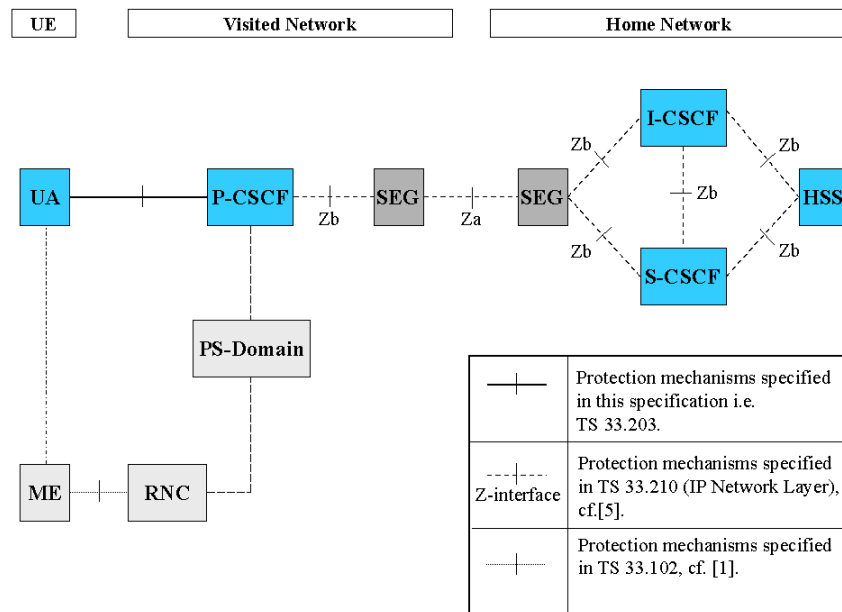 UE
Visited Network
Home Network
I-CSCF
Zb
Zb
UA
P-CSCF
SEG
SEG
Zb
HSS
Zb
Za
Zb
Zb
S-CSCF
PS-Domain
ME
RNC
Protection mechanisms specified
in this specification i.e.
TS 33.203.
Z-interface
Protection mechanisms specified
in TS 33.210 (IP Network Layer),
cf.[5].
Protection mechanisms specified
in TS 33.102, cf. [1].